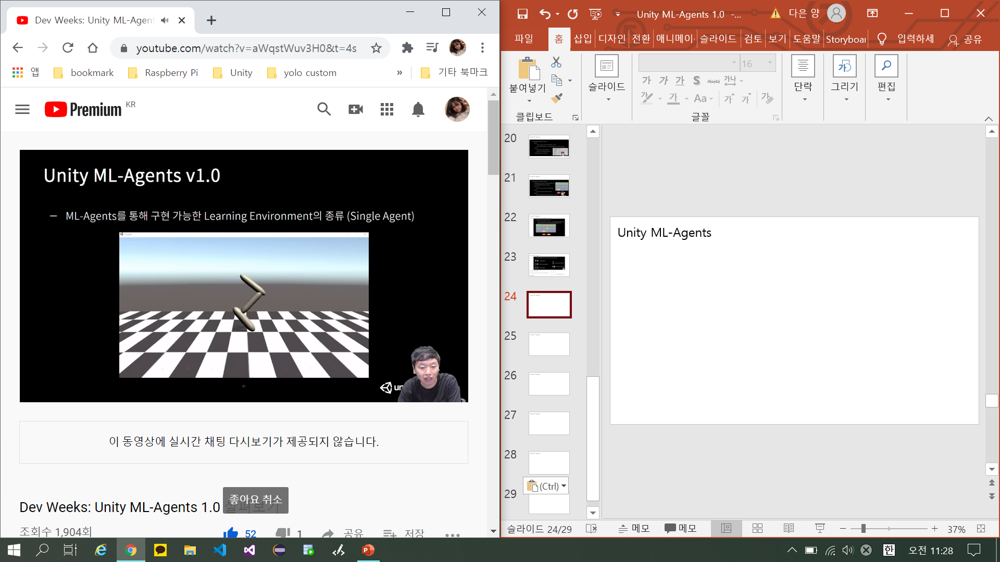 Dev Weeks: Unity ML-Agent
youtube.com/watch?v=aWqstWuv3H0&t=4s
앱
bookmark
Raspberry Pi
Unity
yolo custom
»
기타 북마크
Premium KR
Unity ML-Agents v1.0
– ML-Agents를 통해 구현 가능한 Learning Environment의 종류 (Single Agent)
41
이 동영상에 실시간 채팅 다시보기가 제공되지 않습니다.
좋아요 취소
Dev Weeks: Unity ML-Agents 1.0 살펴보기
조회수 1,904회
52
1
공유
저장
Unity ML-Agents 1.0 -...
다은 양
파일
홈
삽입
디자인
전환
애니메이
슬라이드
검토
보기
도움말
Storyboar
입력하세
공유
붙여넣기
슬라이드
16
단락
그리기
편집
클립보드
글꼴
20
21
22
23
24
25
26
27
28
29
(Ctrl)
Unity ML-Agents
슬라이드 24/29
메모
메모
37%
한
오전 11:28